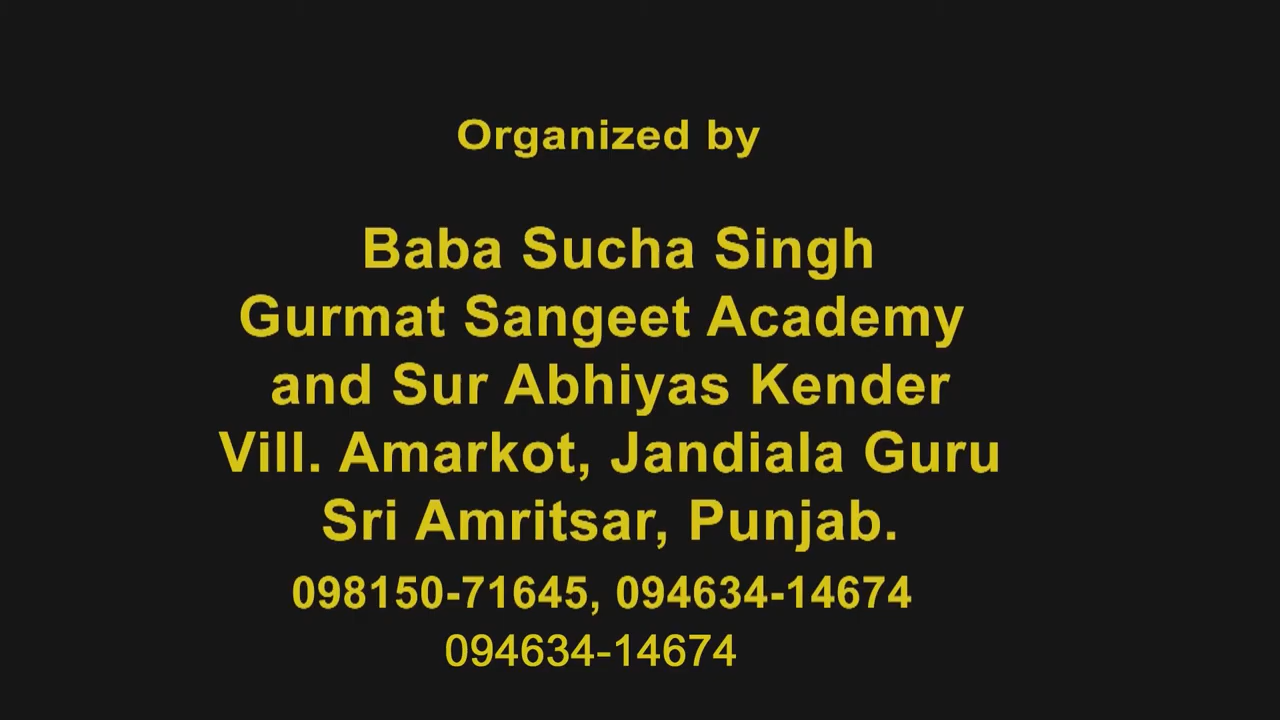 Organized by
Baba Sucha Singh
Gurmat Sangeet Academy
and Sur Abhiyas Kender
Vill. Amarkot, Jandiala Guru
Sri Amritsar, Punjab.
098150-71645, 094634-14674
094634-14674